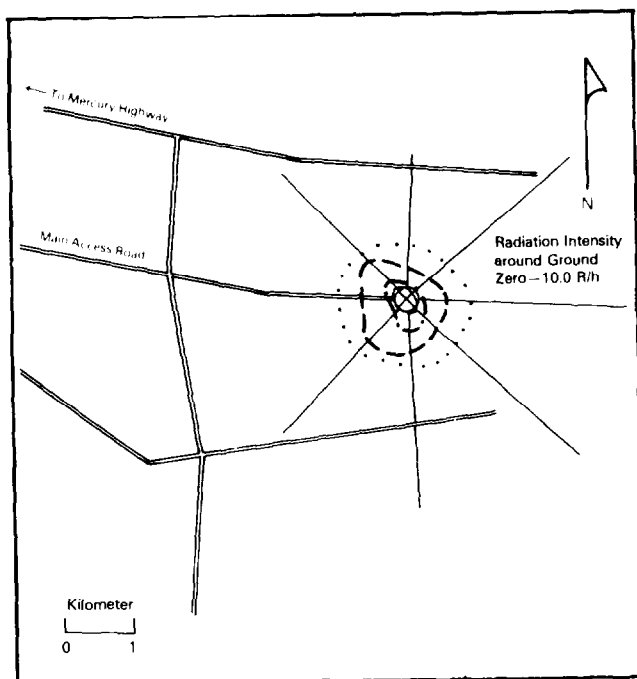 ← To Mercury Highway
N
Main Access Road
Radiation Intensity
around Ground
Zero—10.0 R/h
Kilometer
0 1